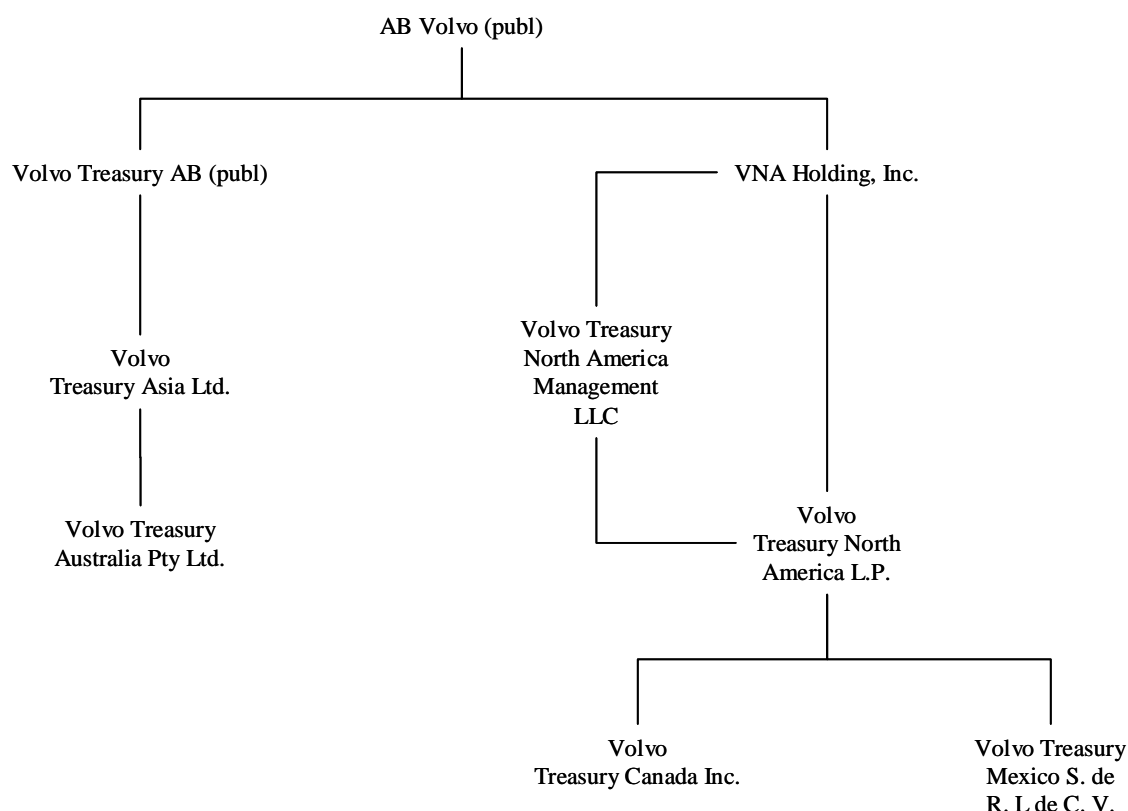 AB Volvo (publ)
Volvo Treasury AB (publ)
VNA Holding, Inc.
Volvo Treasury
North America
Management
LLC
Volvo
Treasury Asia Ltd.
Volvo Treasury
Australia Pty Ltd.
Volvo
Treasury North
America L.P.
Volvo
Treasury Canada Inc.
Volvo Treasury
Mexico S. de
R. L de C. V.